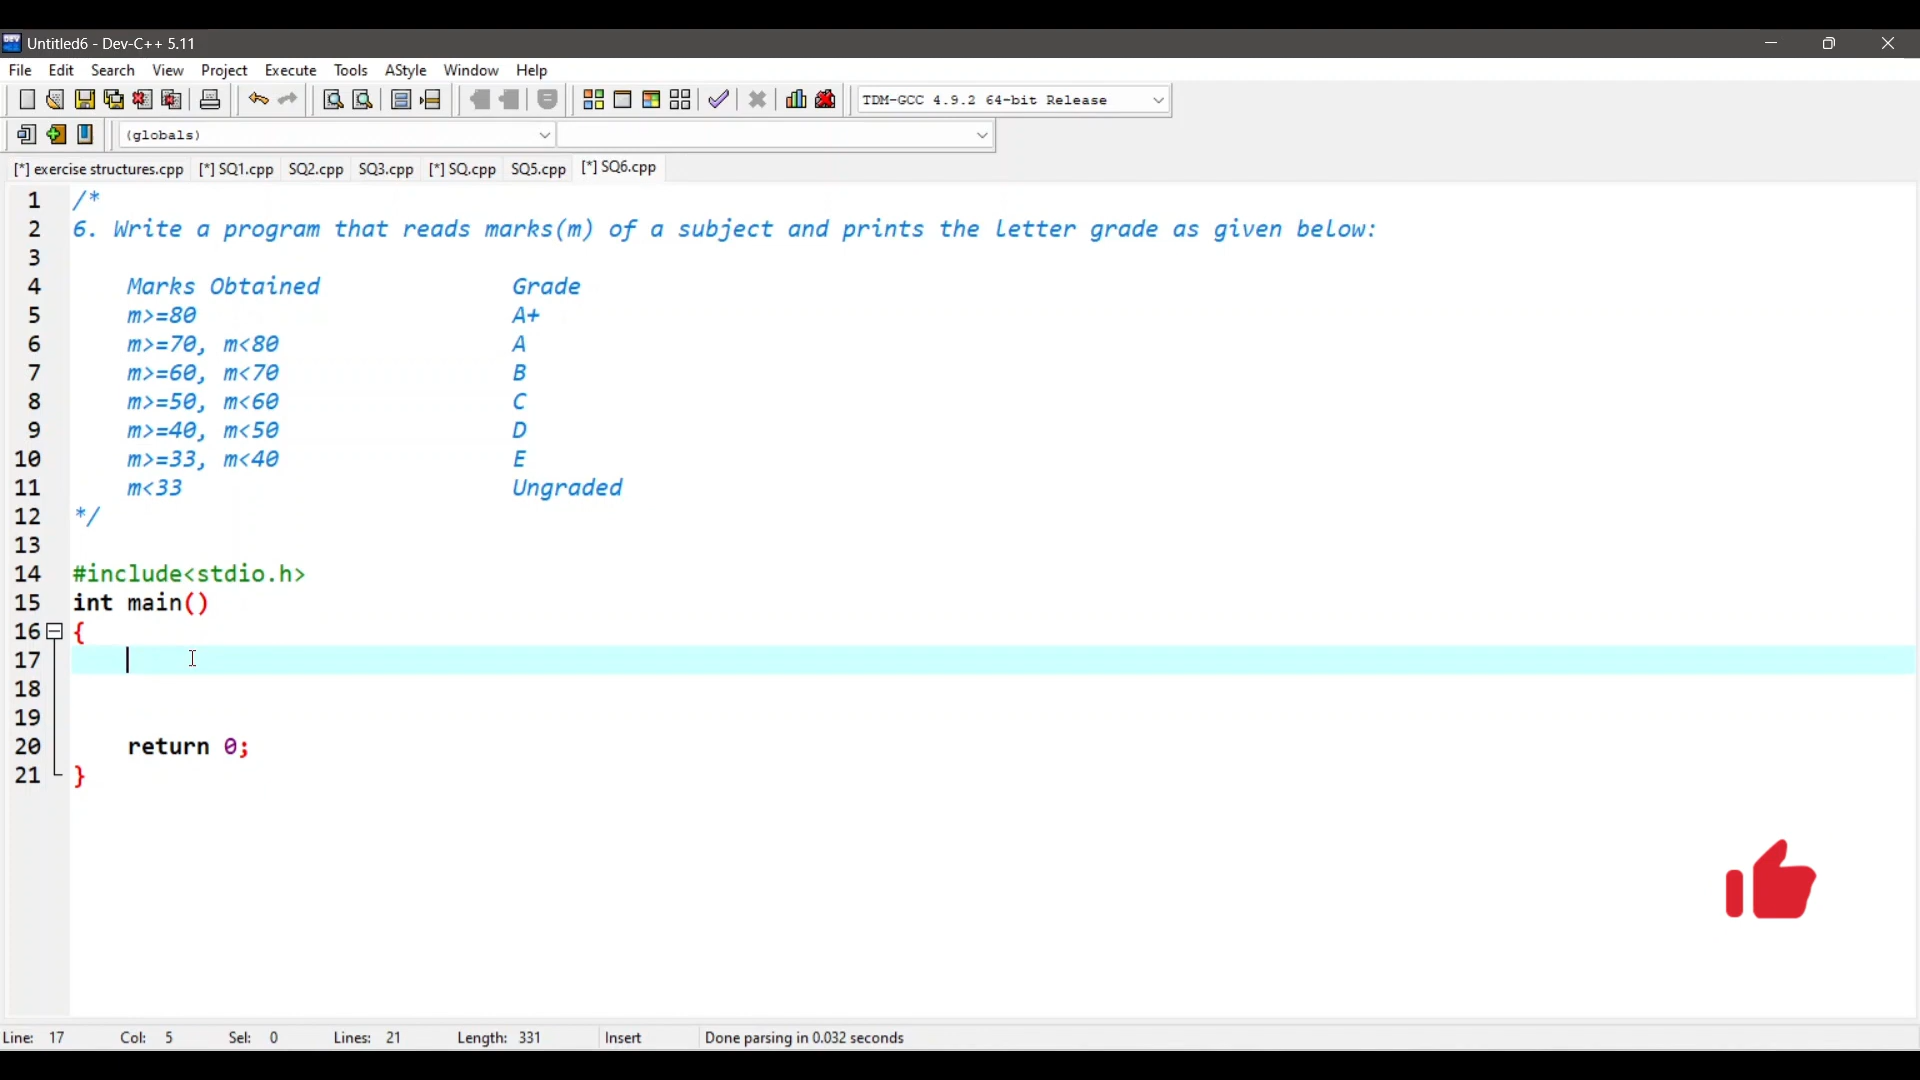 Untitled6 - Dev-C++ 5.11
File Edit Search View Project Execute Tools AStyle Window Help
TDM-GCC 4.9.2 64-bit Release
(globals)
[*] exercise structures.cpp [*] SQ1.cpp SQ2.cpp SQ3.cpp [*] SQ.cpp SQ5.cpp [*] SQ6.cpp
1 /*
2 6. Write a program that reads marks(m) of a subject and prints the letter grade as given below:
3
4 Marks Obtained Grade
5 m>=80 A+
6 m>=70, m<80 A
7 m>=60, m<70 B
8 m>=50, m<60 C
9 m>=40, m<50 D
10 m>=33, m<40 E
11 m<33 Ungraded
12 */
13
14 #include<stdio.h>
15 int main()
16 {
17
18
19
20 return 0;
21 }
Line: 17 Col: 5 Sel: 0 Lines: 21 Length: 331 Insert Done parsing in 0.032 seconds